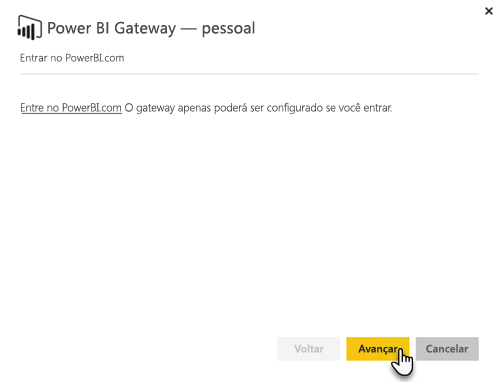 Power BI Gateway — pessoal
Entrar no PowerBI.com
Entre no PowerBI.com O gateway apenas poderá ser configurado se você entrar.
Voltar
Avançar
Cancelar